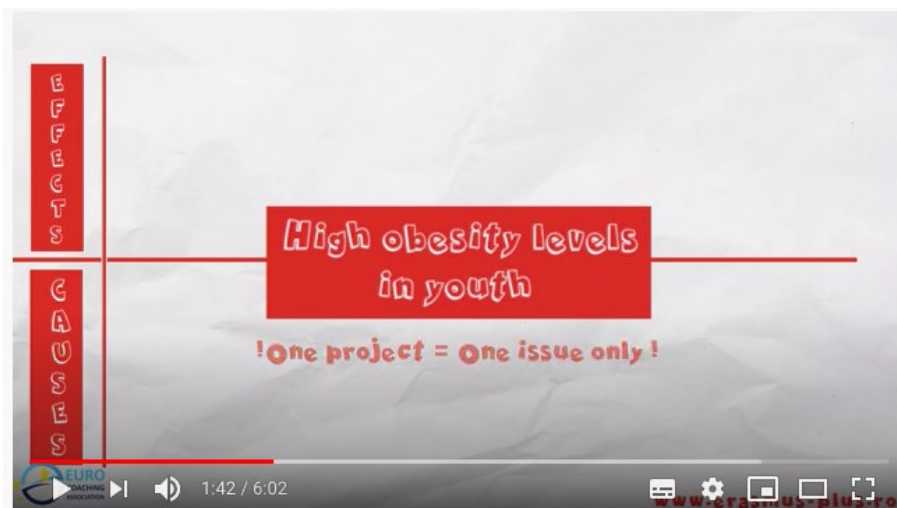 EFFECTS
High obesity levels
in youth
CAUSES
!One project = One issue only !
EURO
COACHING
ASSOCIATION
1:42 / 6:02
www.erasmus-plus.ro